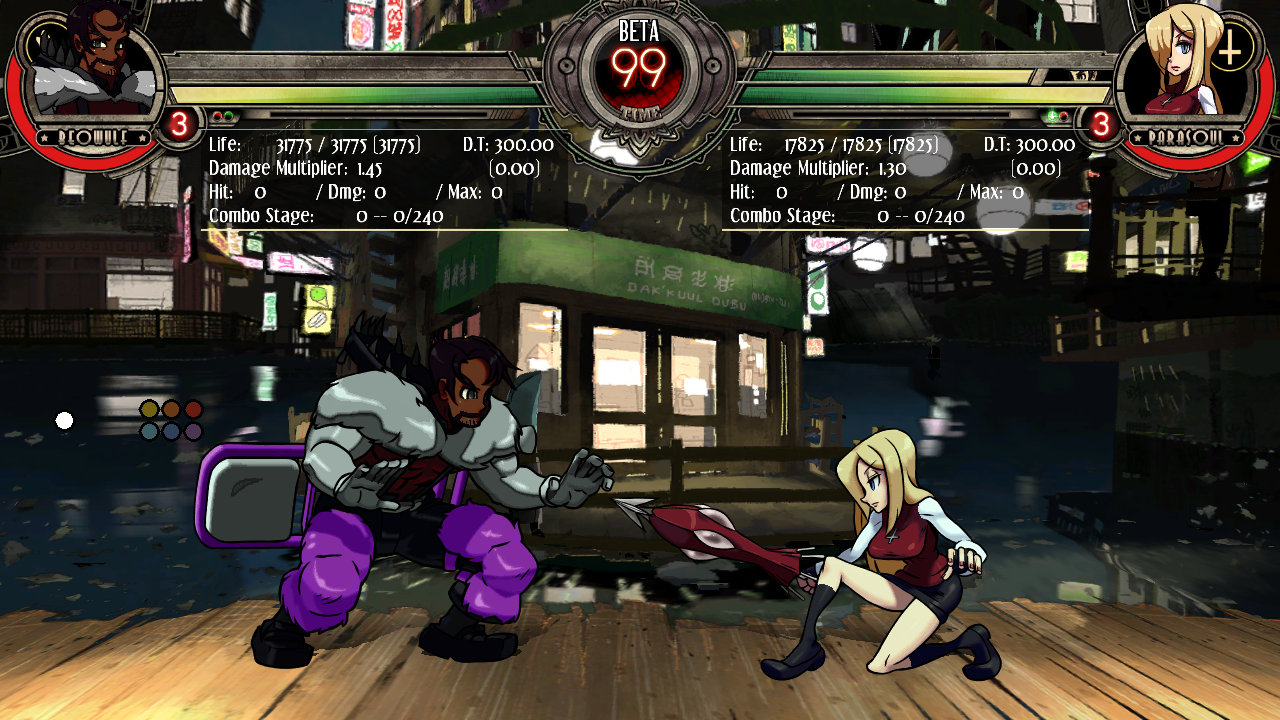 BETA
99
TIME
BEOWULF
3
3
PARASOUL
Life: 31775 / 31775 (31775) D.T: 300.00
Damage Multiplier: 1.45 (0.00)
Hit: 0 / Dmg: 0 / Max: 0
Combo Stage: 0 -- 0/240
Life: 17825 / 17825 (17825) D.T: 300.00
Damage Multiplier: 1.30 (0.00)
Hit: 0 / Dmg: 0 / Max: 0
Combo Stage: 0 -- 0/240
DAK'KUUL DUBU